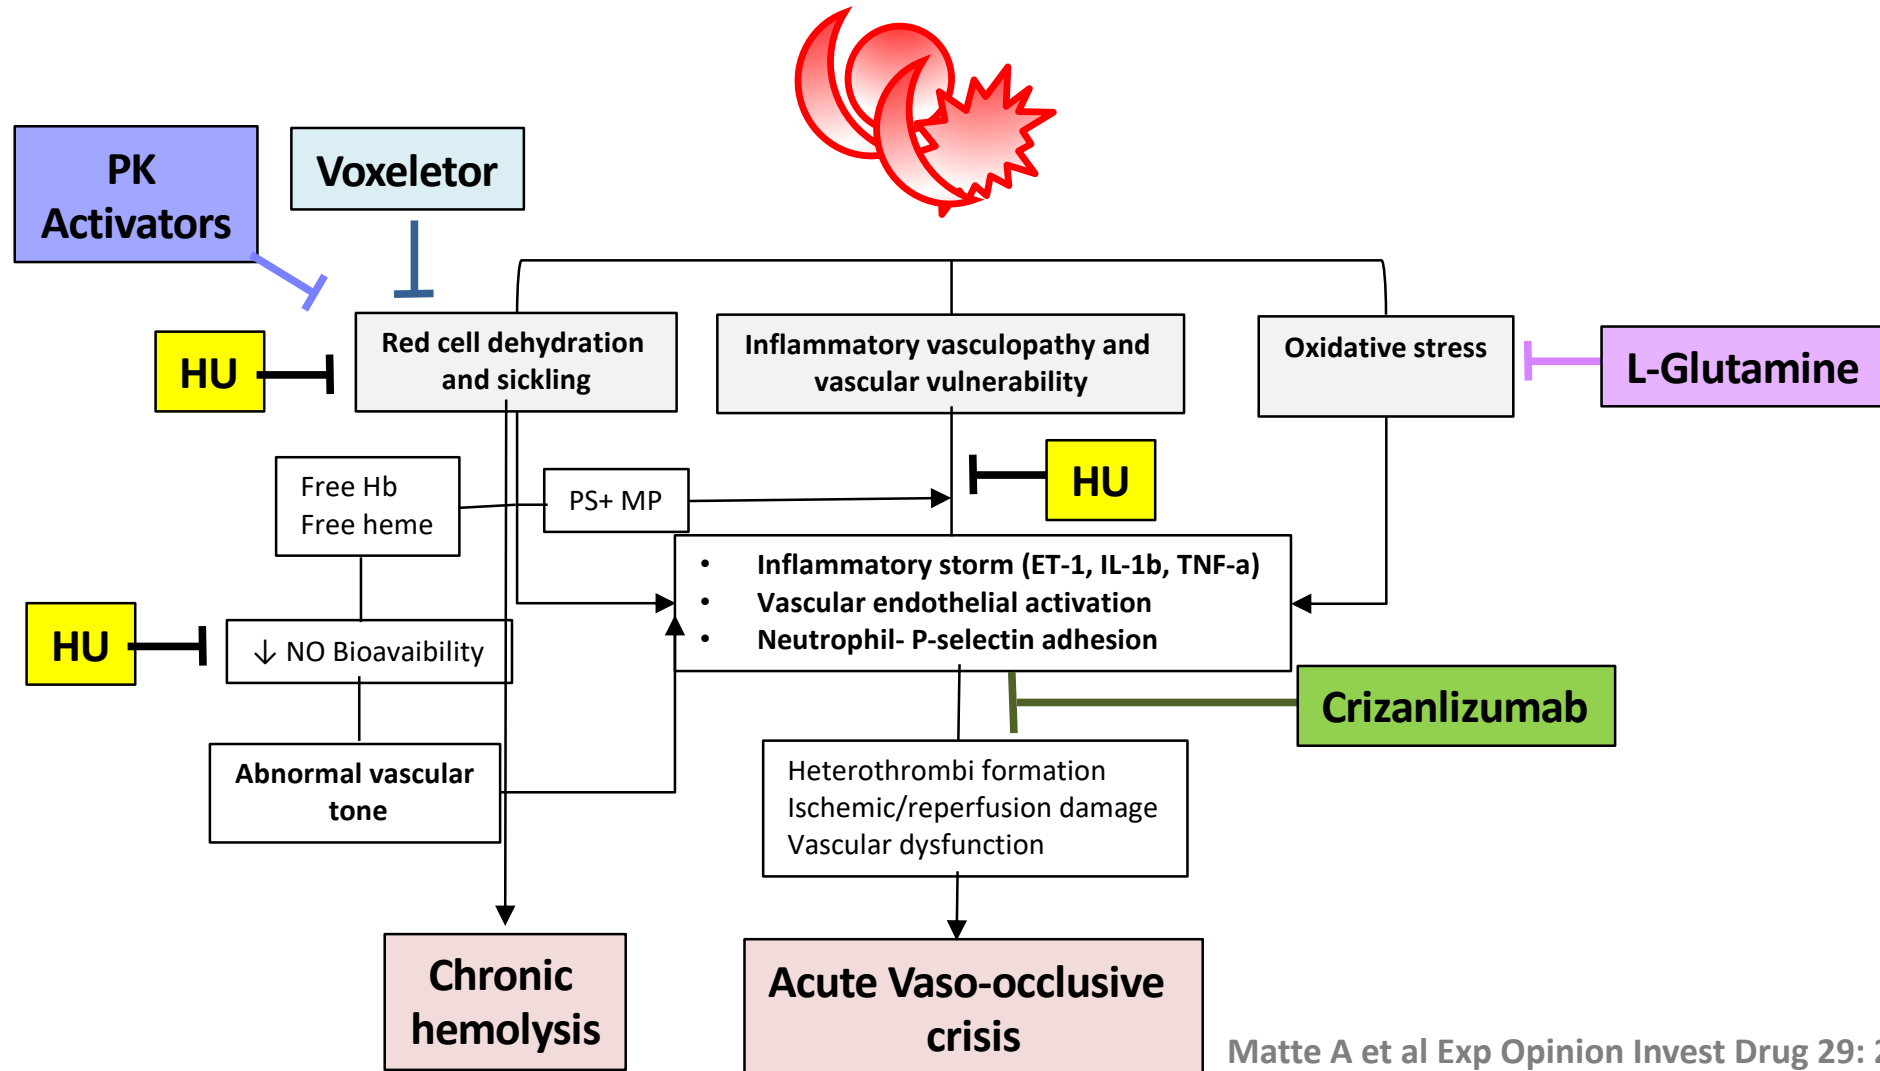 PK
Activators
Voxeletor
HU
Red cell dehydration
and sickling
Inflammatory vasculopathy and
vascular vulnerability
Oxidative stress
L-Glutamine
Free Hb
Free heme
PS+ MP
HU
• Inflammatory storm (ET-1, IL-1b, TNF-a)
• Vascular endothelial activation
• Neutrophil- P-selectin adhesion
HU
↓ NO Bioavaibility
Crizanlizumab
Abnormal vascular
tone
Heterothrombi formation
Ischemic/reperfusion damage
Vascular dysfunction
Chronic
hemolysis
Acute Vaso-occlusive
crisis
Matte A et al Exp Opinion Invest Drug 29: